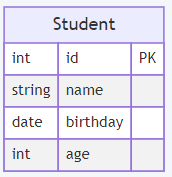 Student
int id PK
string name
date birthday
int age